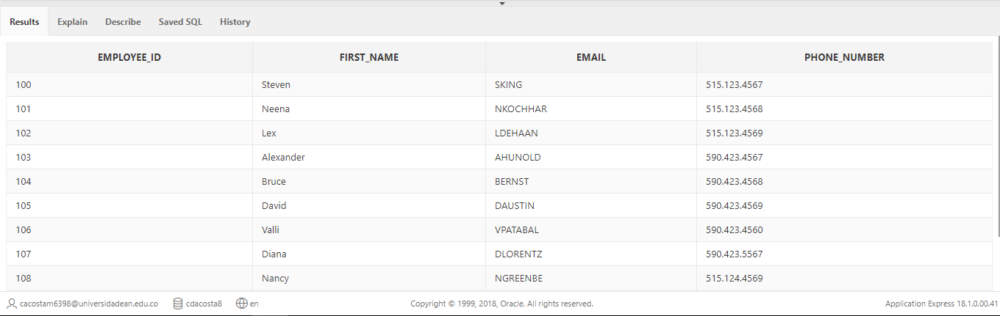 Results Explain Describe Saved SQL History
EMPLOYEE_ID FIRST_NAME EMAIL PHONE_NUMBER
100 Steven SKING 515.123.4567
101 Neena NKOCHHAR 515.123.4568
102 Lex LDEHAAN 515.123.4569
103 Alexander AHUNOLD 590.423.4567
104 Bruce BERNST 590.423.4568
105 David DAUSTIN 590.423.4569
106 Valli VPATABAL 590.423.4560
107 Diana DLORENTZ 590.423.5567
108 Nancy NGREENBE 515.124.4569
cacostam6398@universidadean.edu.co cdacosta8 en Copyright © 1999, 2018, Oracle. All rights reserved. Application Express 18.1.0.00.41